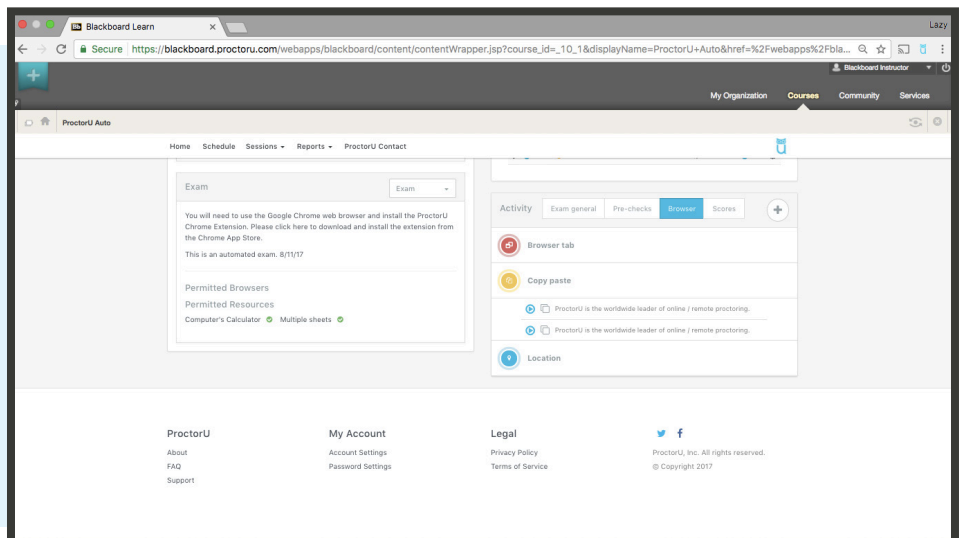 Blackboard Learn
Lazy
Secure https://blackboard.proctoru.com/webapps/blackboard/content/contentWrapper.jsp?course_id=_10_1&displayName=ProctorU+Auto&href=%2Fwebapps%2Fbla...
Blackboard Instructor
My Organization Courses Community Services
ProctorU Auto
Home Schedule Sessions Reports ProctorU Contact
Exam
Exam
You will need to use the Google Chrome web browser and install the ProctorU
Chrome Extension. Please click here to download and install the extension from
the Chrome App Store.
This is an automated exam. 8/11/17
Permitted Browsers
Permitted Resources
Computer's Calculator Multiple sheets
Activity Exam general Pre-checks Browser Scores
Browser tab
Copy paste
ProctorU is the worldwide leader of online / remote proctoring.
ProctorU is the worldwide leader of online / remote proctoring.
Location
ProctorU
About
FAQ
Support
My Account
Account Settings
Password Settings
Legal
Privacy Policy
Terms of Service
ProctorU, Inc. All rights reserved.
© Copyright 2017